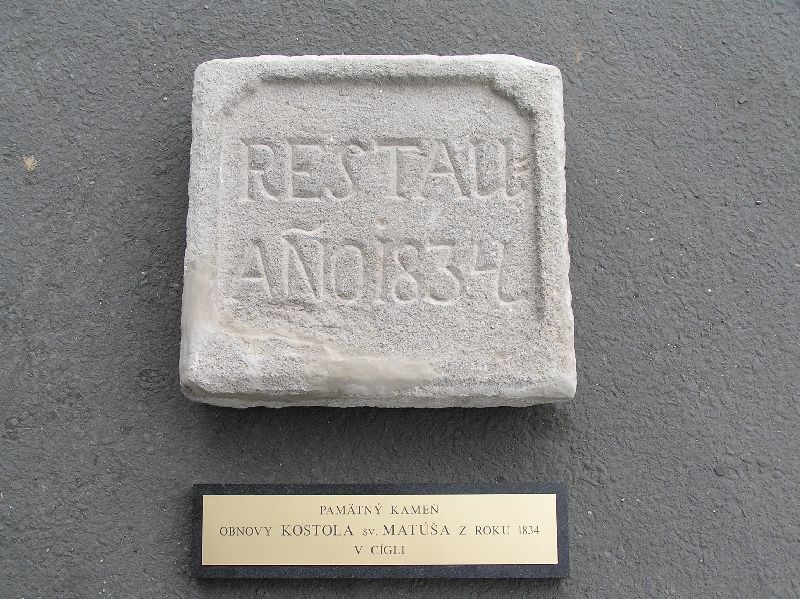 RESTAU:
AÑO 1834
PAMÄTNÝ KAMEŇ
OBNOVY KOSTOLA SV. MATÚŠA Z ROKU 1834
V CÍGLI